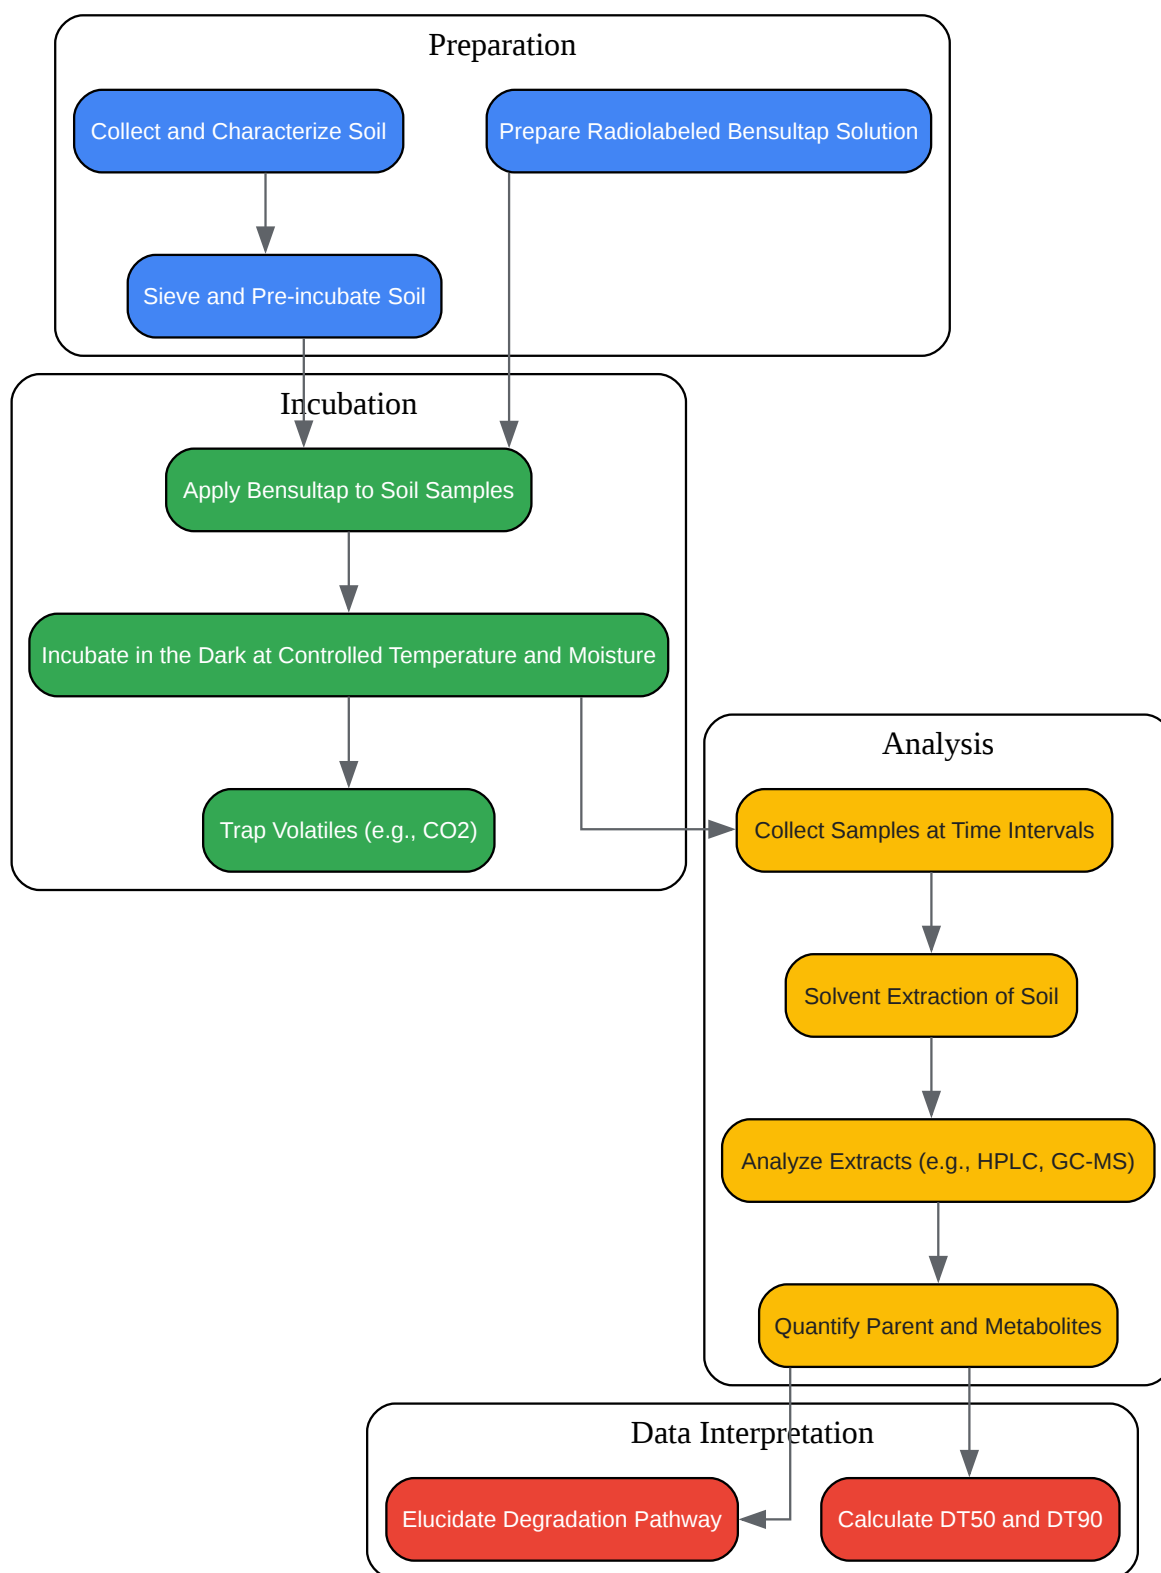 Preparation
Collect and Characterize Soil
Prepare Radiolabeled Bensultap Solution
Sieve and Pre-incubate Soil
Incubation
Apply Bensultap to Soil Samples
Incubate in the Dark at Controlled Temperature and Moisture
Trap Volatiles (e.g., CO2)
Analysis
Collect Samples at Time Intervals
Solvent Extraction of Soil
Analyze Extracts (e.g., HPLC, GC-MS)
Quantify Parent and Metabolites
Data Interpretation
Elucidate Degradation Pathway
Calculate DT50 and DT90